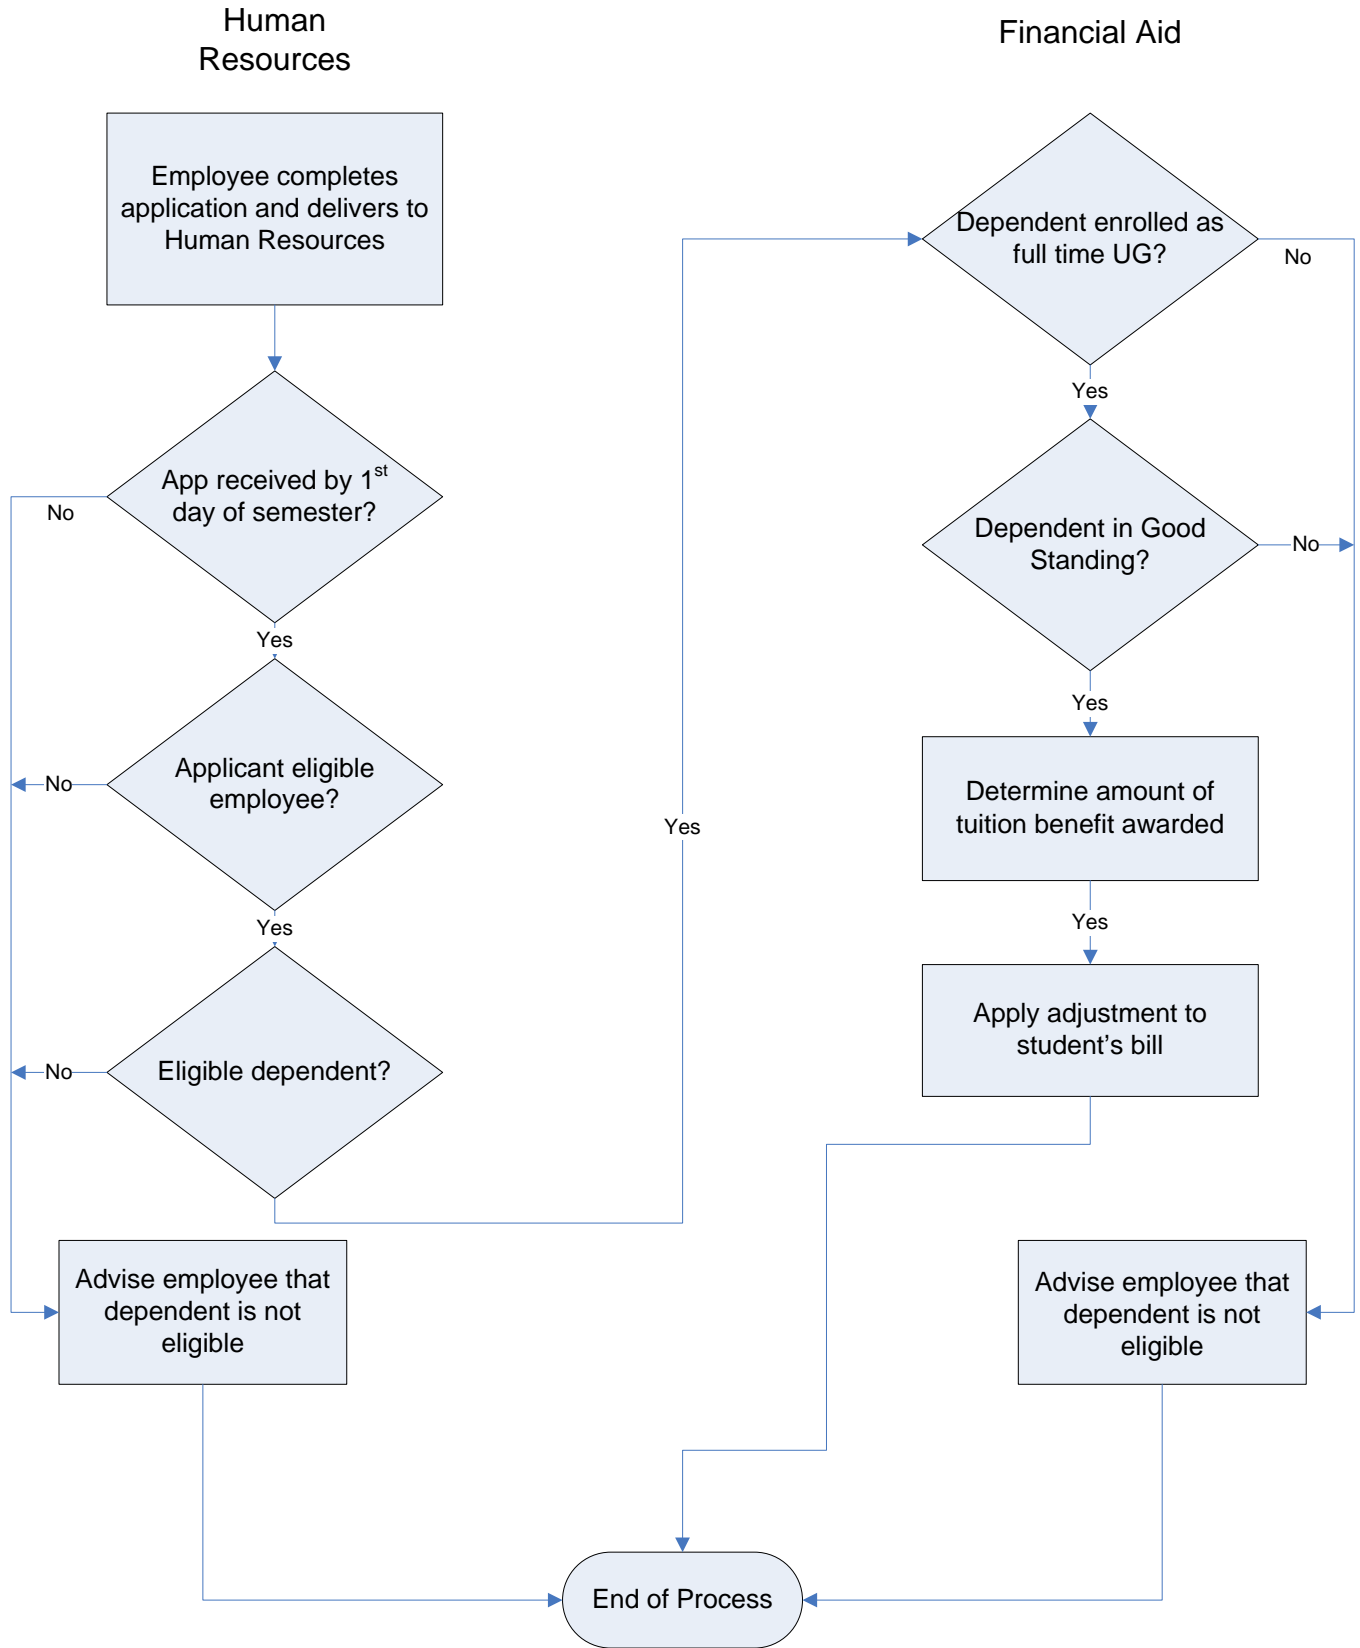 Human
Resources
Employee completes
application and delivers to
Human Resources
App received by 1st
day of semester?
No
Yes
Applicant eligible
employee?
No
Yes
Eligible dependent?
No
Advise employee that
dependent is not
eligible
Yes
Financial Aid
Dependent enrolled as
full time UG?
No
Yes
Dependent in Good
Standing?
No
Yes
Determine amount of
tuition benefit awarded
Yes
Apply adjustment to
student’s bill
Advise employee that
dependent is not
eligible
End of Process